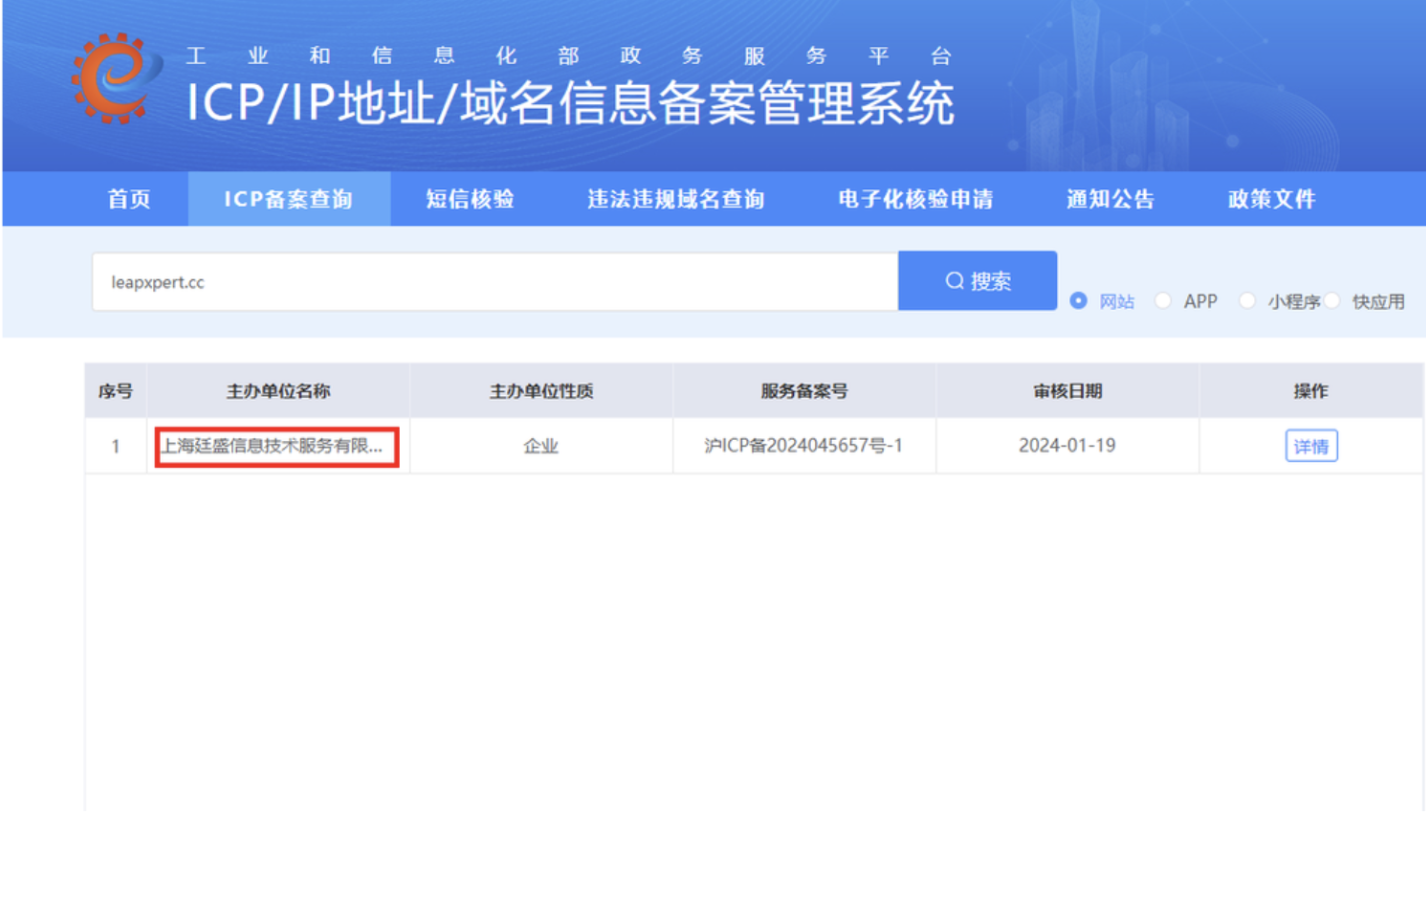 工业和信息化部政务服务平台
ICP/IP地址/域名信息备案管理系统
首页 ICP备案查询 短信核验 违法违规域名查询 电子化核验申请 通知公告 政策文件
leapxpert.cc 搜索 网站 APP 小程序 快应用
序号 主办单位名称 主办单位性质 服务备案号 审核日期 操作
1 上海廷盛信息技术服务有限... 企业 沪ICP备2024045657号-1 2024-01-19 详情